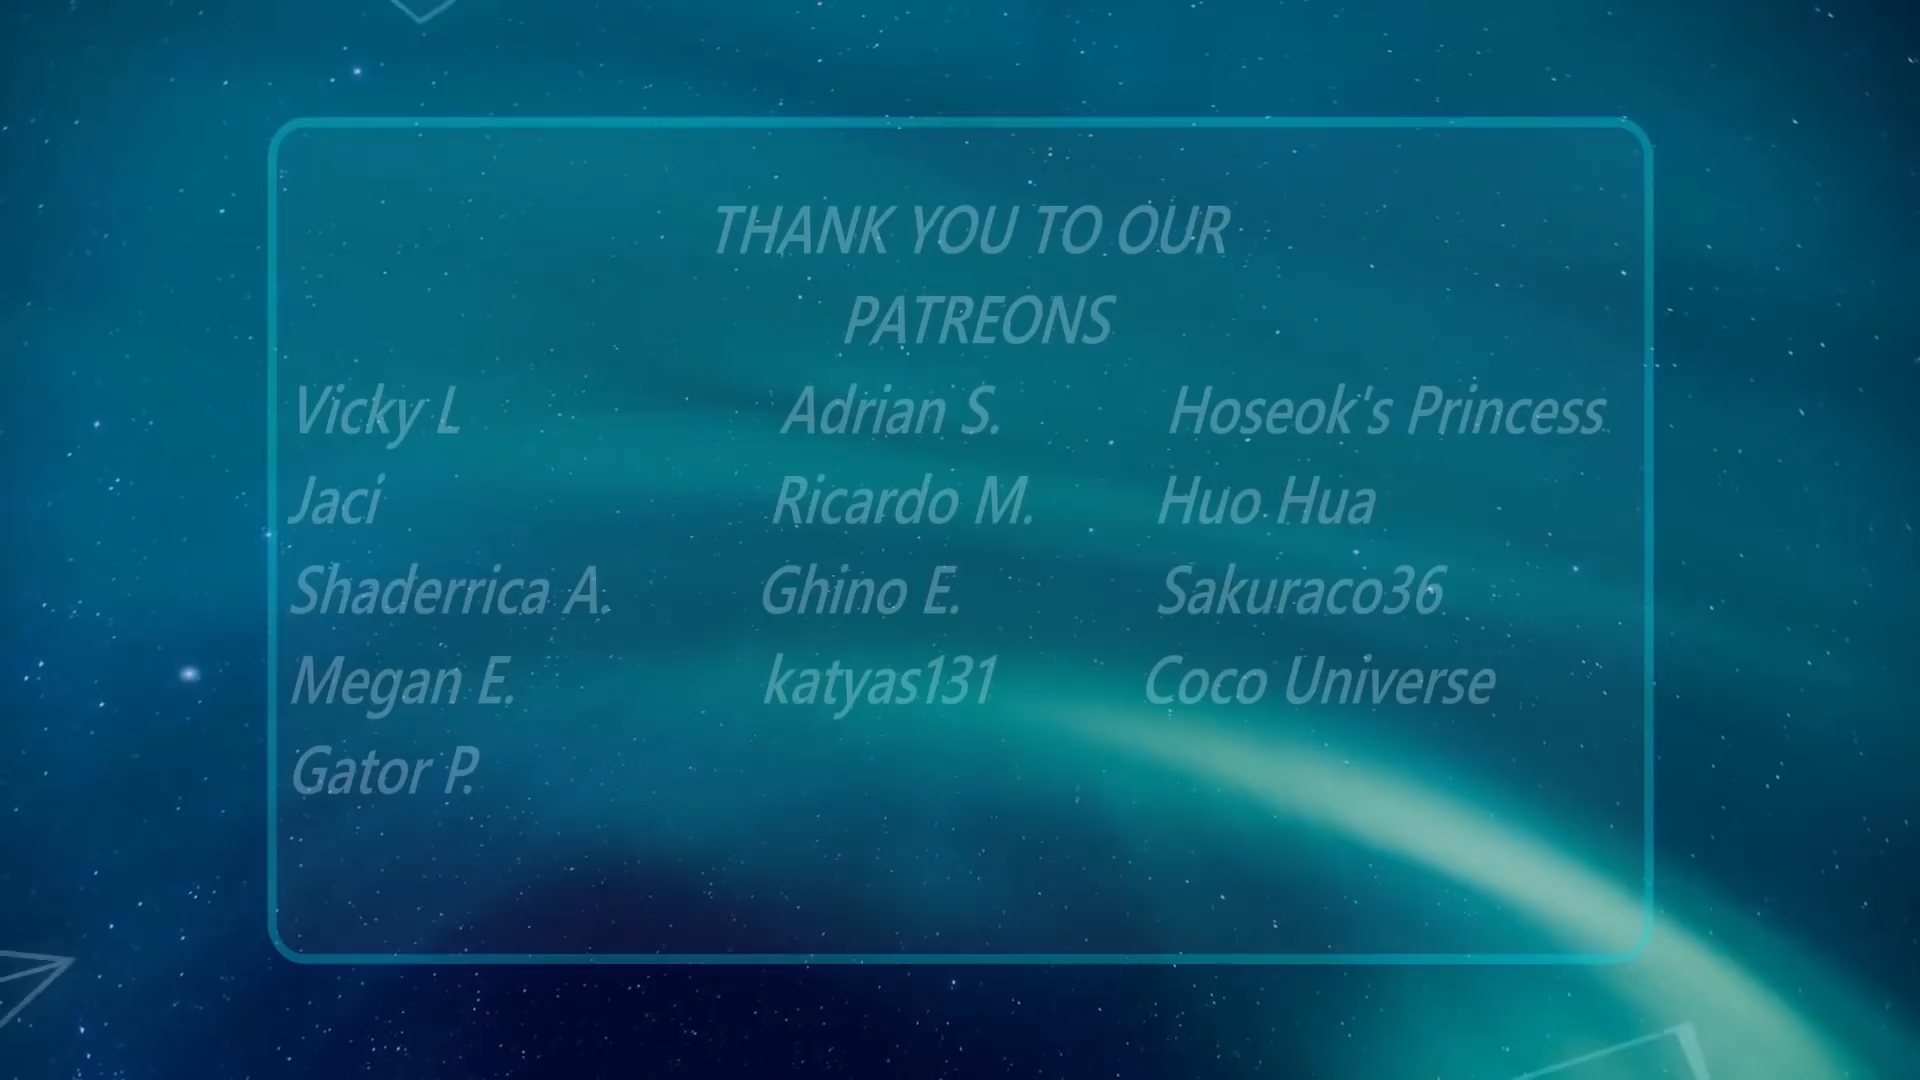 THANK YOU TO OUR
PATREONS
Vicky L Adrian S. Hoseok's Princess
Jaci Ricardo M. Huo Hua
Shaderrica A. Ghino E. Sakuraco36
Megan E. katyas131 Coco Universe
Gator P.